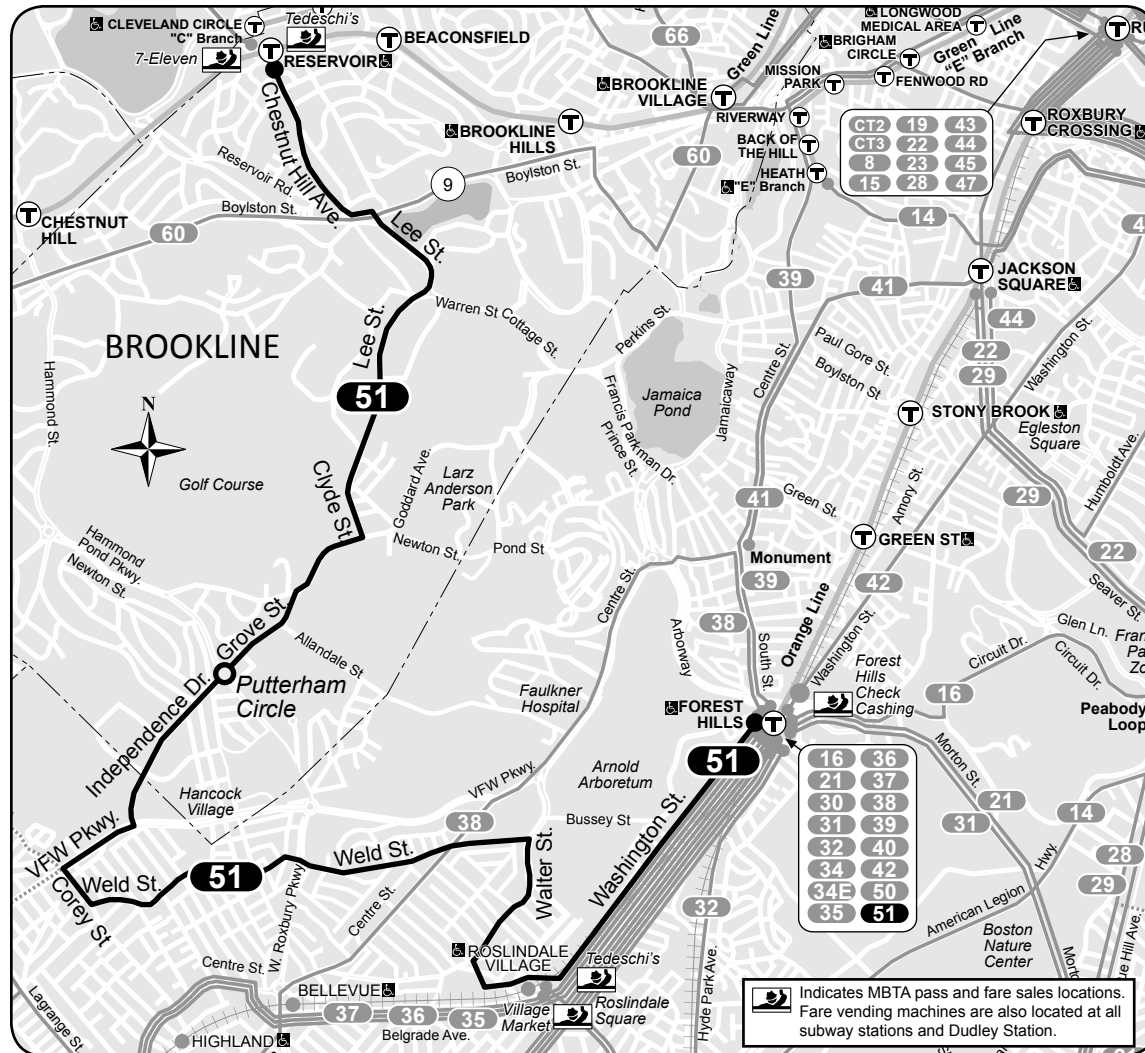 CLEVELAND CIRCLE
"C" Branch
7-Eleven
Tedeschi's
RESERVOIR
T BEACONSFIELD
66
Green Line
LONGWOOD
MEDICAL AREA
BRIGHAM
CIRCLE
Green Line
"E" Branch
FENWOOD RD
MISSION
PARK
BROOKLINE
VILLAGE
RIVERWAY
BACK OF
THE HILL
HEATH
"E" Branch
ROXBURY
CROSSING
CT2 19 43
CT3 22 44
8 23 45
15 28 47
BROOKLINE
HILLS
60
Chestnut Hill Ave.
Reservoir Rd.
Boylston St.
9
Boylston St.
CHESTNUT
HILL
60
Lee St.
14
39
41
JACKSON
SQUARE
44
22
29
Washington St.
Warren St
Cottage St.
Perkins St.
Lee St.
BROOKLINE
51
Hammond St.
N
Golf Course
Jamaica
Pond
Jamaicaway
Francis Parkman Dr.
Prince St.
Centre St.
Paul Gore St.
Boylston St
STONY BROOK
Egleston
Square
Humboldt Ave.
Clyde St.
Goddard Ave.
Larz
Anderson
Park
Newton St.
Pond St
41
Green St.
Amory St.
29
22
Seaver St.
GREEN ST
Monument
39
42
Hammond
Pond Pkwy.
Newton St.
Grove St.
Allandale St
Centre St.
Arborway
38
South St.
Orange Line
Washington St.
Glen Ln.
Circuit Dr.
Circuit Dr.
Putterham
Circle
Independence Dr.
Faulkner
Hospital
FOREST
HILLS
Forest
Hills
Check
Cashing
16
Peabody
Loop
51
Morton St.
16 36
21 37
30 38
31 39
32 40
34 42
34E 50
35 51
21
31
14
Hwy.
28
29
American Legion
Boston
Nature
Center
Hancock
Village
VFW Pkwy.
VFW Pkwy.
38
Arnold
Arboretum
Bussey St
Washington St.
Weld St.
51
Weld St.
Walter St.
Corey St
W. Roxbury Pkwy
Centre St.
32
Hyde Park Ave.
ROSLINDALE
VILLAGE
Tedeschi's
Centre St.
BELLEVUE
37 36 35
Belgrade Ave.
Village
Market
Roslindale
Square
Lagrange St.
HIGHLAND
Indicates MBTA pass and fare sales locations.
Fare vending machines are also located at all
subway stations and Dudley Station.